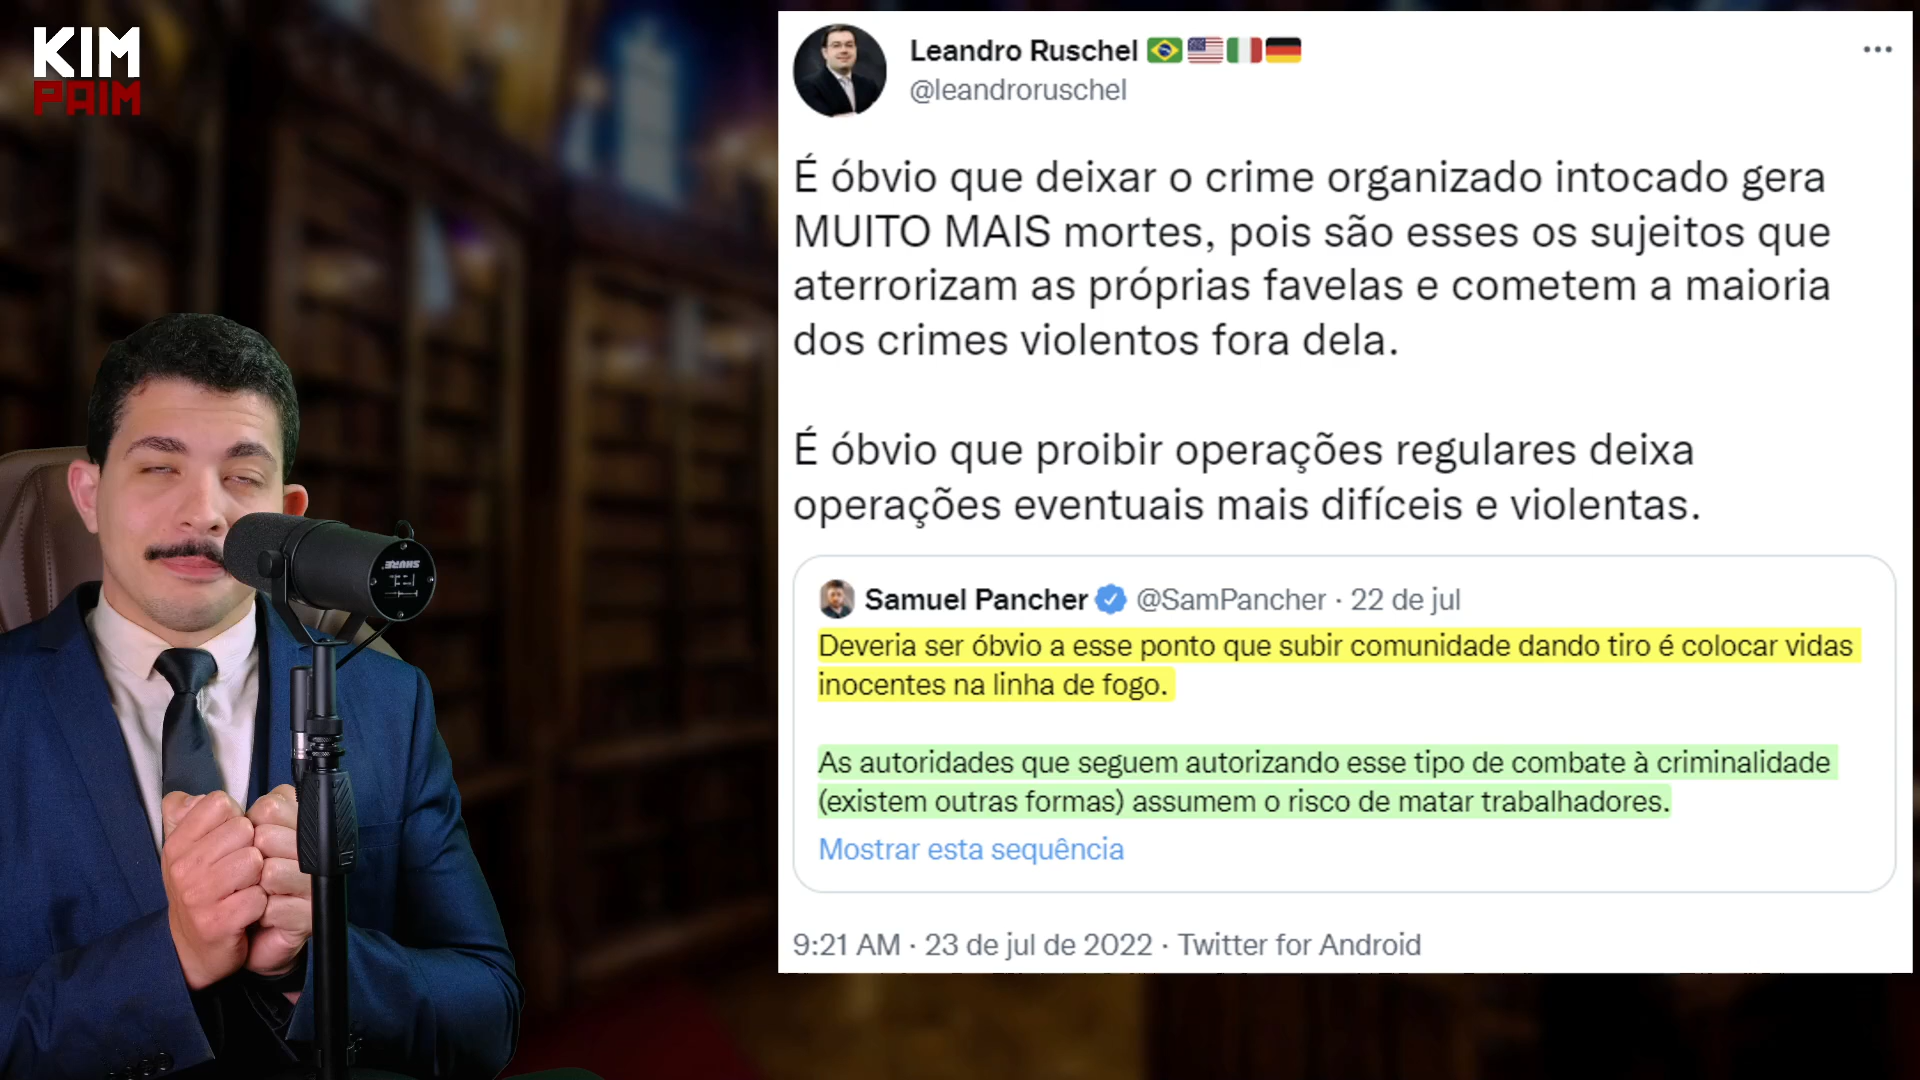 KIM
PAIM
Leandro Ruschel
@leandroruschel
É óbvio que deixar o crime organizado intocado gera
MUITO MAIS mortes, pois são esses os sujeitos que
aterrorizam as próprias favelas e cometem a maioria
dos crimes violentos fora dela.
É óbvio que proibir operações regulares deixa
operações eventuais mais difíceis e violentas.
Samuel Pancher @SamPancher · 22 de jul
Deveria ser óbvio a esse ponto que subir comunidade dando tiro é colocar vidas
inocentes na linha de fogo.
As autoridades que seguem autorizando esse tipo de combate à criminalidade
(existem outras formas) assumem o risco de matar trabalhadores.
Mostrar esta sequência
9:21 AM · 23 de jul de 2022 · Twitter for Android
SHURE